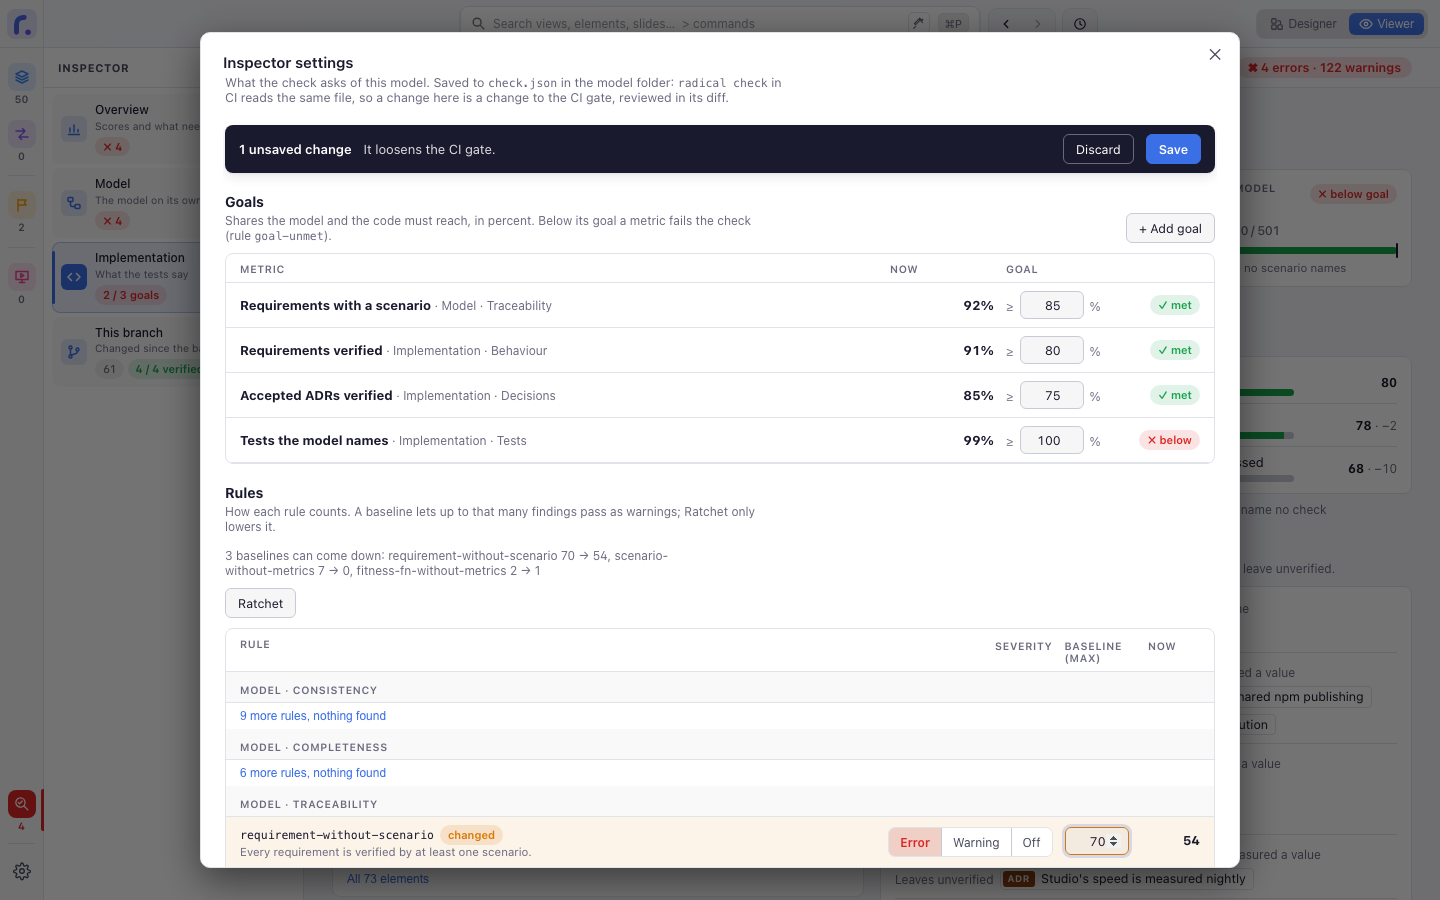 Search views, elements, slides... > commands
⌘P
Designer
Viewer
INSPECTOR
✖ 4 errors · 122 warnings
50
0
2
0
4
Overview
Scores and what nee
✕ 4
Model
The model on its own
✕ 4
Implementation
What the tests say
2 / 3 goals
This branch
Changed since the ba
61
4 / 4 verified
Inspector settings
What the check asks of this model. Saved to check.json in the model folder: radical check in
CI reads the same file, so a change here is a change to the CI gate, reviewed in its diff.
1 unsaved change It loosens the CI gate.
Discard
Save
Goals
Shares the model and the code must reach, in percent. Below its goal a metric fails the check
(rule goal-unmet).
+ Add goal
METRIC NOW GOAL
Requirements with a scenario · Model · Traceability 92% ≥ 85 % ✓ met
Requirements verified · Implementation · Behaviour 91% ≥ 80 % ✓ met
Accepted ADRs verified · Implementation · Decisions 85% ≥ 75 % ✓ met
Tests the model names · Implementation · Tests 99% ≥ 100 % ✕ below
Rules
How each rule counts. A baseline lets up to that many findings pass as warnings; Ratchet only
lowers it.
3 baselines can come down: requirement-without-scenario 70 → 54, scenario-
without-metrics 7 → 0, fitness-fn-without-metrics 2 → 1
Ratchet
RULE SEVERITY BASELINE (MAX) NOW
MODEL · CONSISTENCY
9 more rules, nothing found
MODEL · COMPLETENESS
6 more rules, nothing found
MODEL · TRACEABILITY
requirement-without-scenario changed
Every requirement is verified by at least one scenario.
Error Warning Off 70 54
MODEL
✕ below goal
0 / 501
no scenario names
80
78 · −2
ssed
68 · −10
name no check
leave unverified.
ed a value
hared npm publishing
ution
a value
asured a value
All 73 elements
Leaves unverified ADR Studio's speed is measured nightly